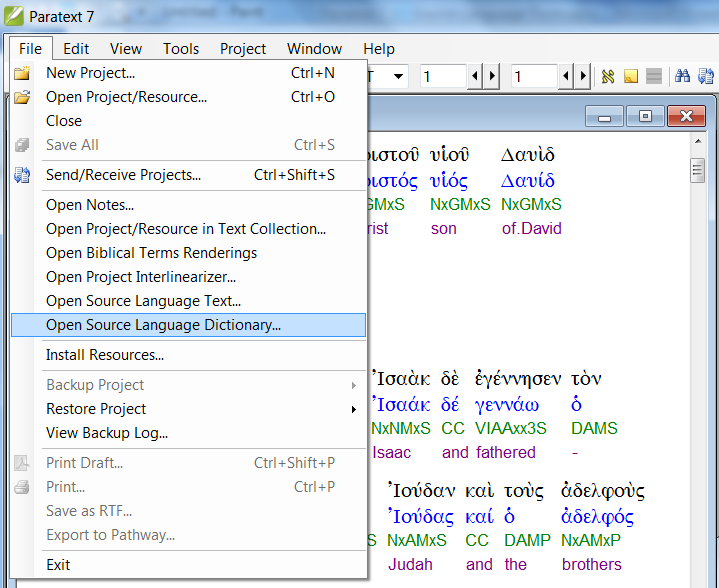 Paratext 7
File Edit View Tools Project Window Help
New Project... Ctrl+N
Open Project/Resource... Ctrl+O
Close
Save All Ctrl+S
Send/Receive Projects... Ctrl+Shift+S
Open Notes...
Open Project/Resource in Text Collection...
Open Biblical Terms Renderings
Open Project Interlinearizer...
Open Source Language Text...
Open Source Language Dictionary...
Install Resources...
Backup Project
Restore Project
View Backup Log...
Print Draft... Ctrl+Shift+P
Print... Ctrl+P
Save as RTF...
Export to Pathway...
Exit
T 1 1
ιστοῦ υἱοῦ Δαυὶδ
ιστός υἱός Δαυίδ
GMxS NxGMxS NxGMxS
rist son of.David
Ἰσαὰκ δὲ ἐγέννησεν τὸν
Ἰσαάκ δέ γεννάω ὁ
NxNMxS CC VIAAxx3S DAMS
Isaac and fathered -
Ἰούδαν καὶ τοὺς ἀδελφοὺς
Ἰούδας καί ὁ ἀδελφός
S NxAMxS CC DAMP NxAMxP
Judah and the brothers